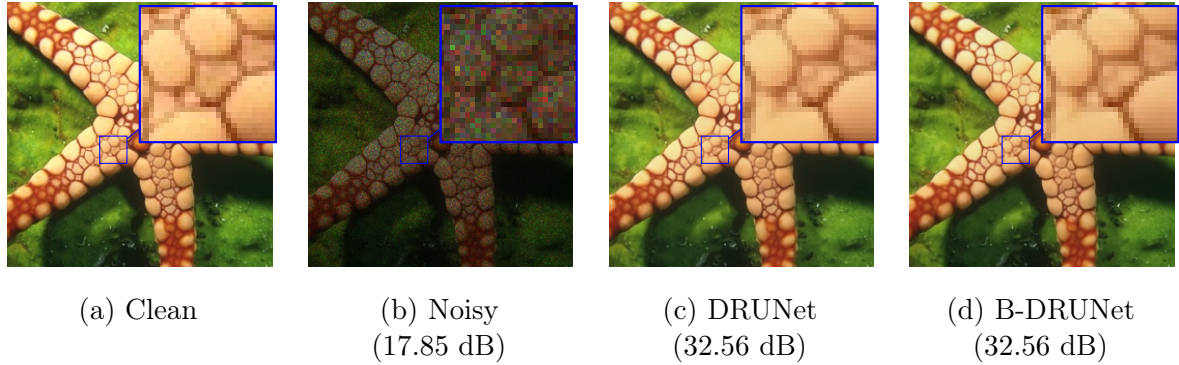 (a) Clean
(b) Noisy
(17.85 dB)
(c) DRUNet
(32.56 dB)
(d) B-DRUNet
(32.56 dB)